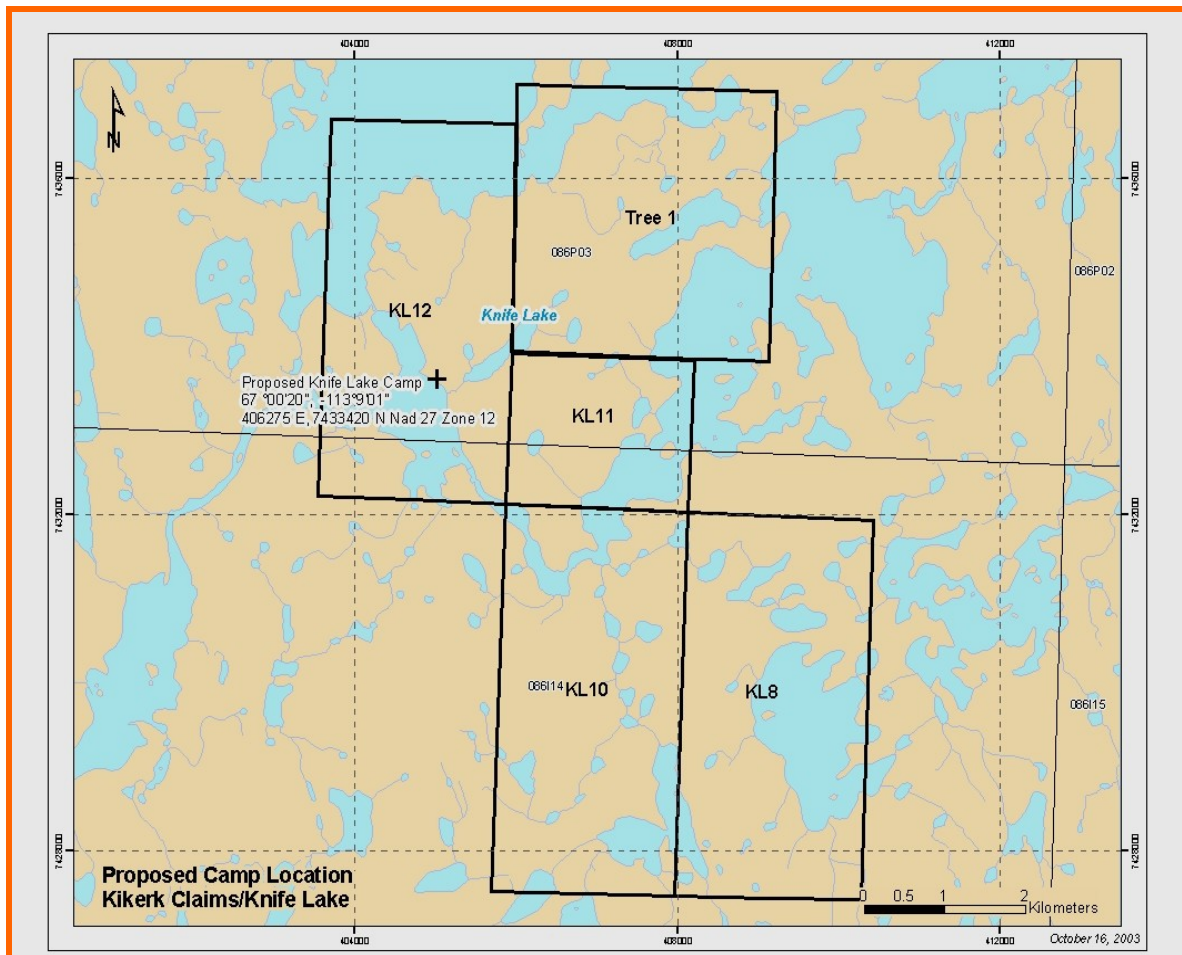 404000
408000
412000
N
7436000
7436000
Tree 1
086P03
086P02
KL12
Knife Lake
Proposed Knife Lake Camp
67 °00'20", -113°9'01"
406275 E, 7433420 N Nad 27 Zone 12
KL11
7432000
7432000
086I14
KL10
KL8
086I15
7428000
7428000
Proposed Camp Location
Kikerk Claims/Knife Lake
0 0.5 1 2
Kilometers
404000
408000
412000
October 16, 2003